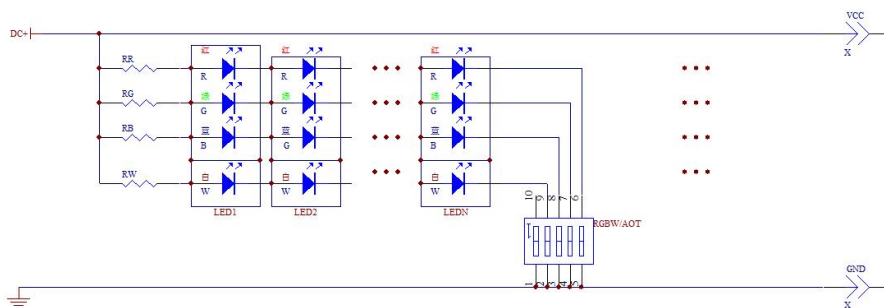 VCC
DC+
X
红 红 红
RR
R R R
绿 绿 绿
RG
G G G
蓝 蓝 蓝
RB
B G B
白 白 白
RW
W W W
LED1 LED2 LEDN
10 9 8 7 6
RGBW/AOT
1 2 3 4 5
GND
X